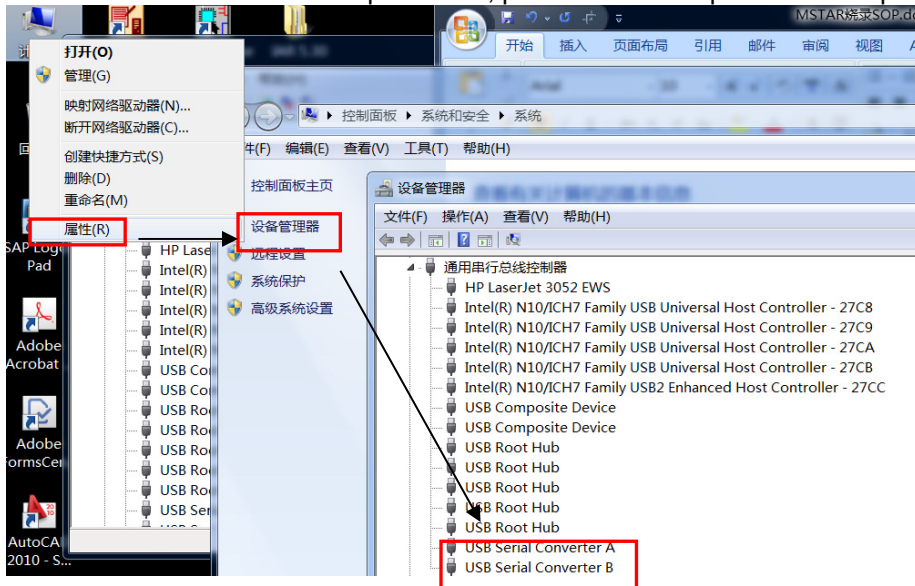 MSTAR烧录SOP.do
开始 插入 页面布局 引用 邮件 审阅 视图
打开(O)
管理(G)
映射网络驱动器(N)...
断开网络驱动器(C)...
创建快捷方式(S)
删除(D)
重命名(M)
属性(R)
SAP Log
Pad
Adobe
Acrobat
Adobe
FormsCen
AutoCA
2010 - S...
控制面板 系统和安全 系统
件(F) 编辑(E) 查看(V) 工具(T) 帮助(H)
控制面板主页
设备管理器
远程设置
系统保护
高级系统设置
HP Lase
Intel(R)
Intel(R)
Intel(R)
Intel(R)
Intel(R)
USB Co
USB Co
USB Roo
USB Roo
USB Roo
USB Roo
USB Roo
USB Ser
设备管理器
文件(F) 操作(A) 查看(V) 帮助(H)
通用串行总线控制器
HP LaserJet 3052 EWS
Intel(R) N10/ICH7 Family USB Universal Host Controller - 27C8
Intel(R) N10/ICH7 Family USB Universal Host Controller - 27C9
Intel(R) N10/ICH7 Family USB Universal Host Controller - 27CA
Intel(R) N10/ICH7 Family USB Universal Host Controller - 27CB
Intel(R) N10/ICH7 Family USB2 Enhanced Host Controller - 27CC
USB Composite Device
USB Composite Device
USB Root Hub
USB Root Hub
USB Root Hub
USB Root Hub
USB Root Hub
USB Serial Converter A
USB Serial Converter B